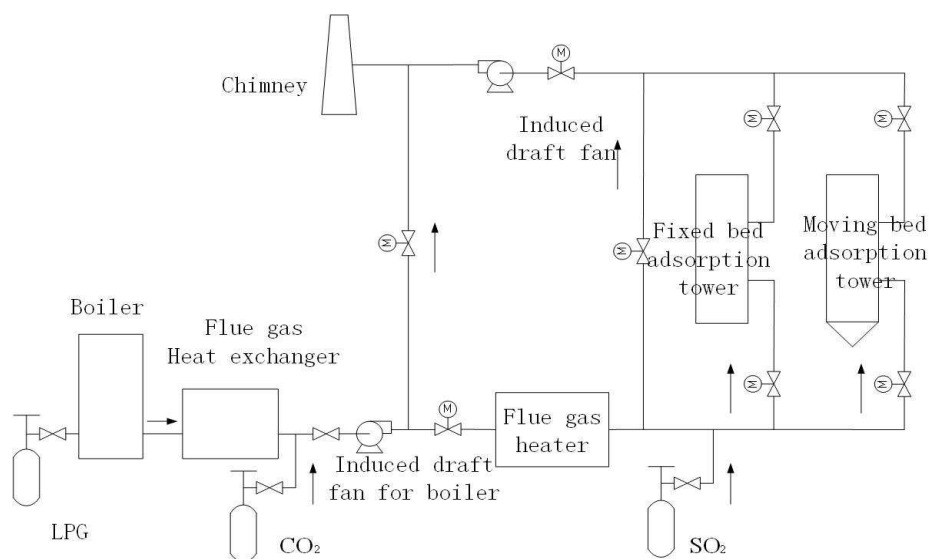 Chimney
M
Induced
draft fan
M
M
M
M
Fixed bed
adsorption
tower
Moving bed
adsorption
tower
Boiler
Flue gas
Heat exchanger
M
M
M
Flue gas
heater
Induced draft
fan for boiler
LPG
CO₂
SO₂